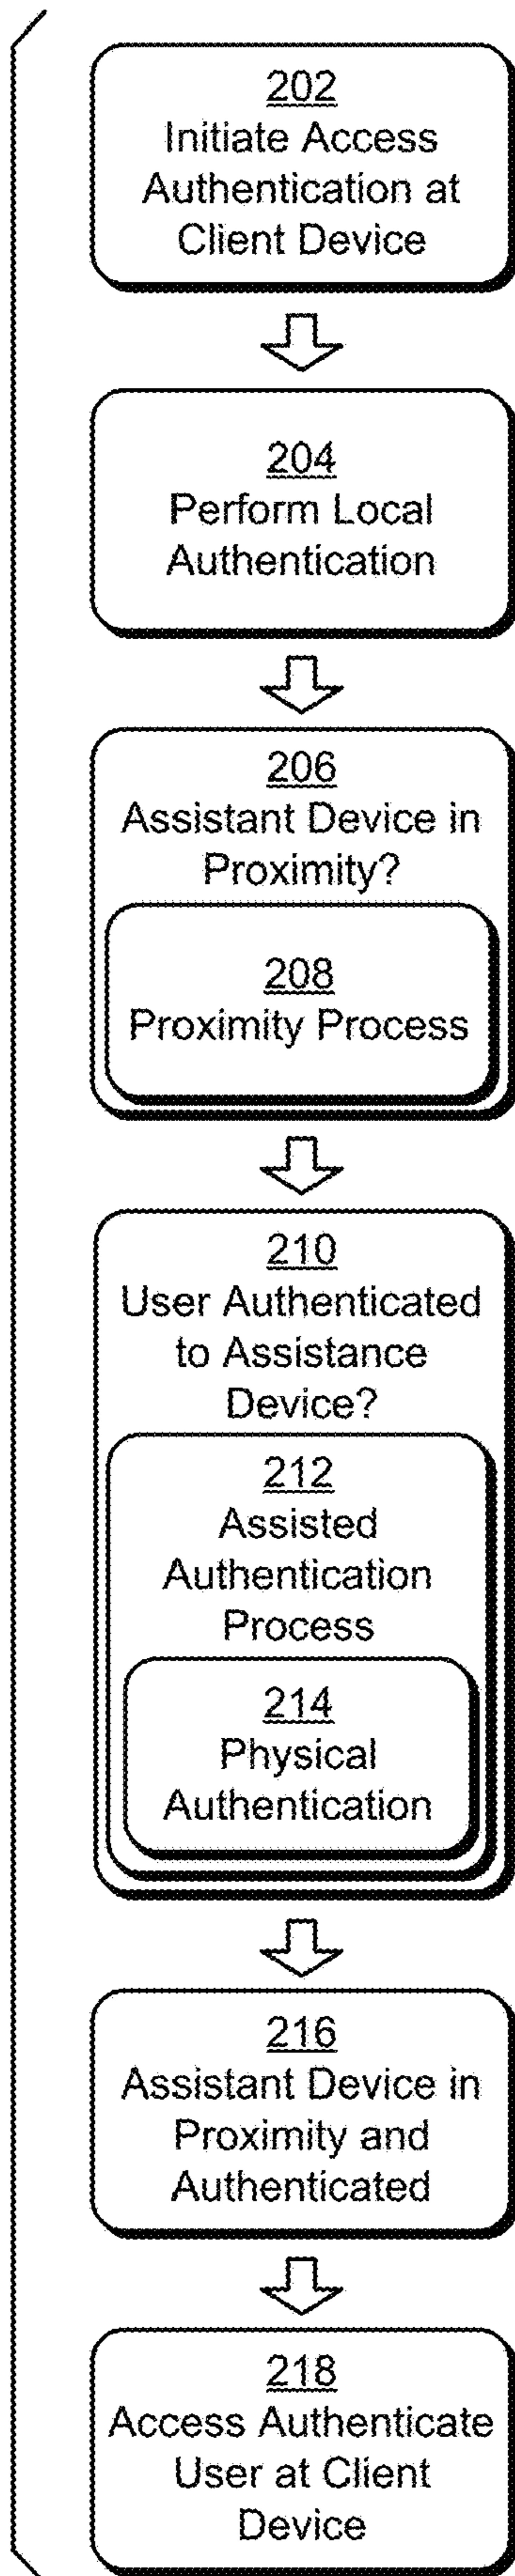 202
Initiate Access
Authentication at
Client Device
204
Perform Local
Authentication
206
Assistant Device in
Proximity?
208
Proximity Process
210
User Authenticated
to Assistance
Device?
212
Assisted
Authentication
Process
214
Physical
Authentication
216
Assistant Device in
Proximity and
Authenticated
218
Access Authenticate
User at Client
Device